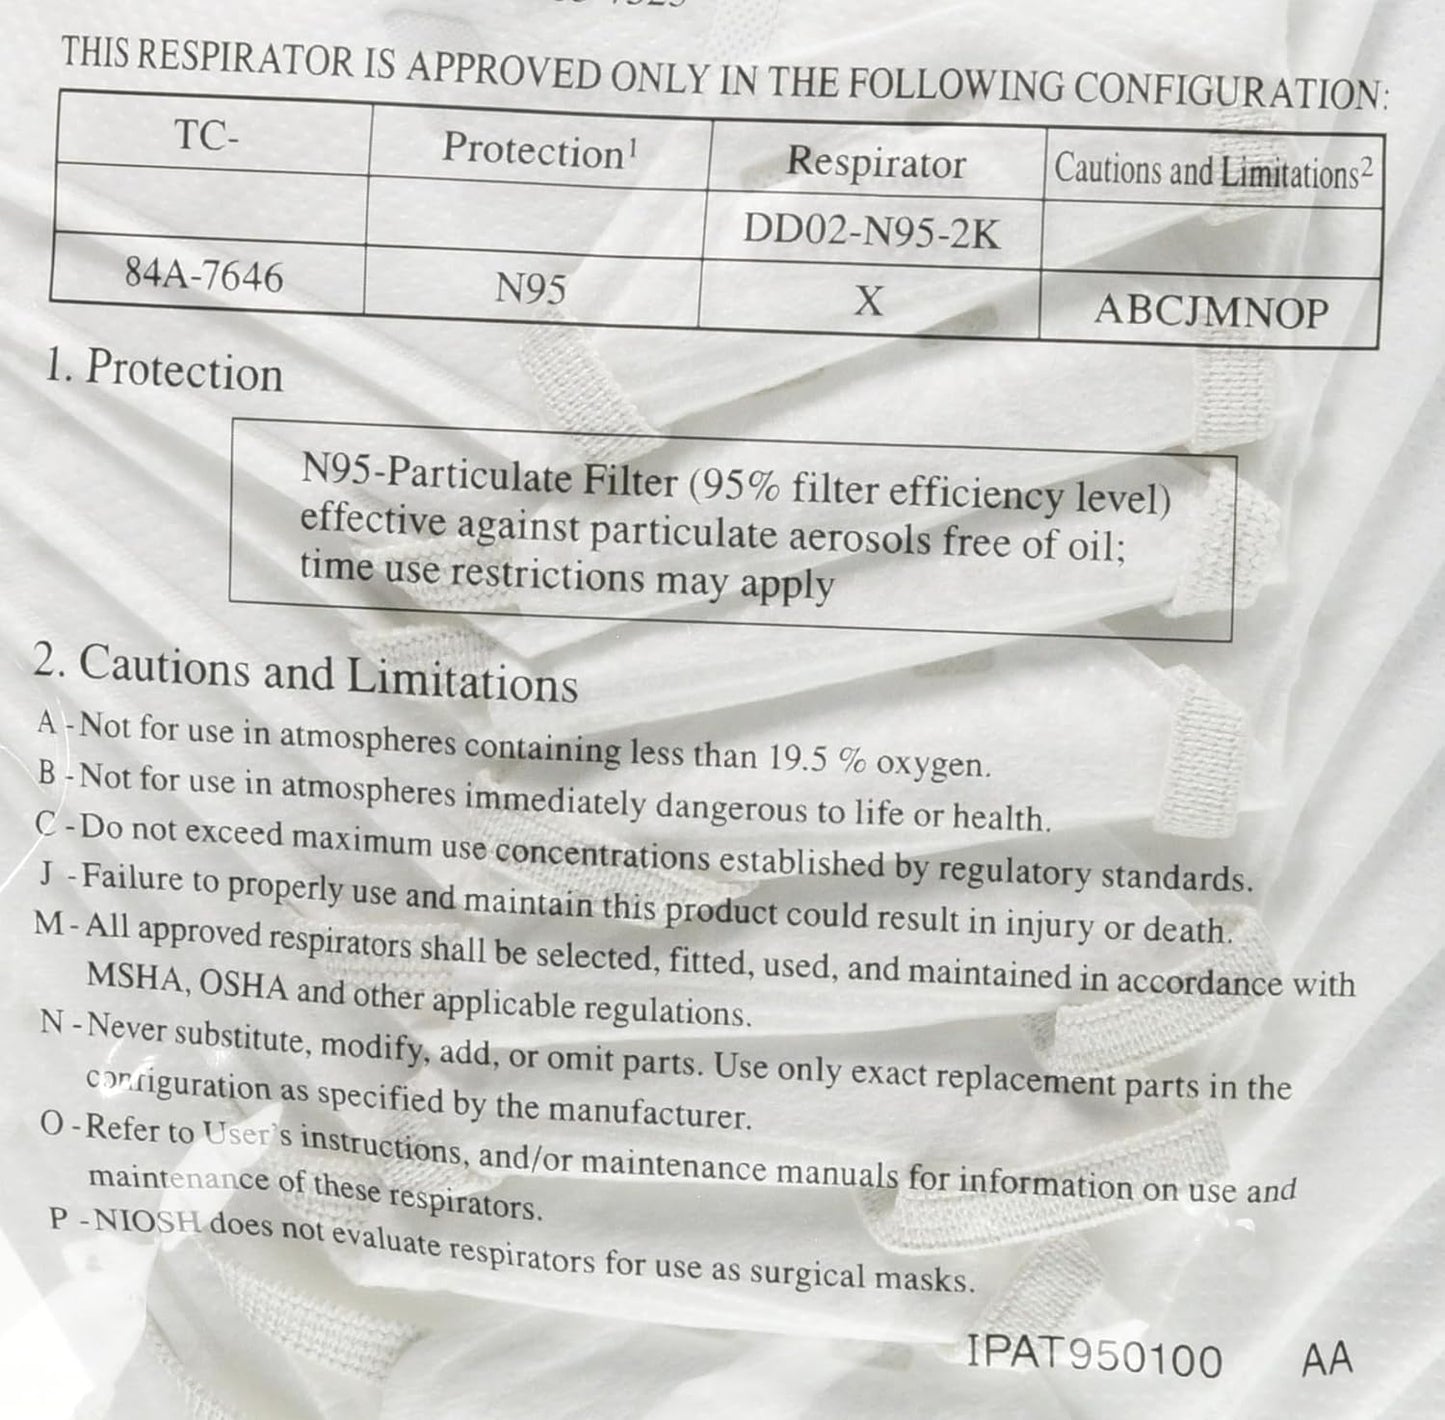 THIS RESPIRATOR IS APPROVED ONLY IN THE FOLLOWING CONFIGURATION:
TC- Protection¹ Respirator Cautions and Limitations²
DD02-N95-2K
84A-7646 N95 X ABCJMNOP
1. Protection
N95-Particulate Filter (95% filter efficiency level)
effective against particulate aerosols free of oil;
time use restrictions may apply
2. Cautions and Limitations
A - Not for use in atmospheres containing less than 19.5 % oxygen.
B - Not for use in atmospheres immediately dangerous to life or health.
C - Do not exceed maximum use concentrations established by regulatory standards.
J - Failure to properly use and maintain this product could result in injury or death.
M - All approved respirators shall be selected, fitted, used, and maintained in accordance with
MSHA, OSHA and other applicable regulations.
N - Never substitute, modify, add, or omit parts. Use only exact replacement parts in the
configuration as specified by the manufacturer.
O - Refer to User's instructions, and/or maintenance manuals for information on use and
maintenance of these respirators.
P - NIOSH does not evaluate respirators for use as surgical masks.
IPAT950100 AA